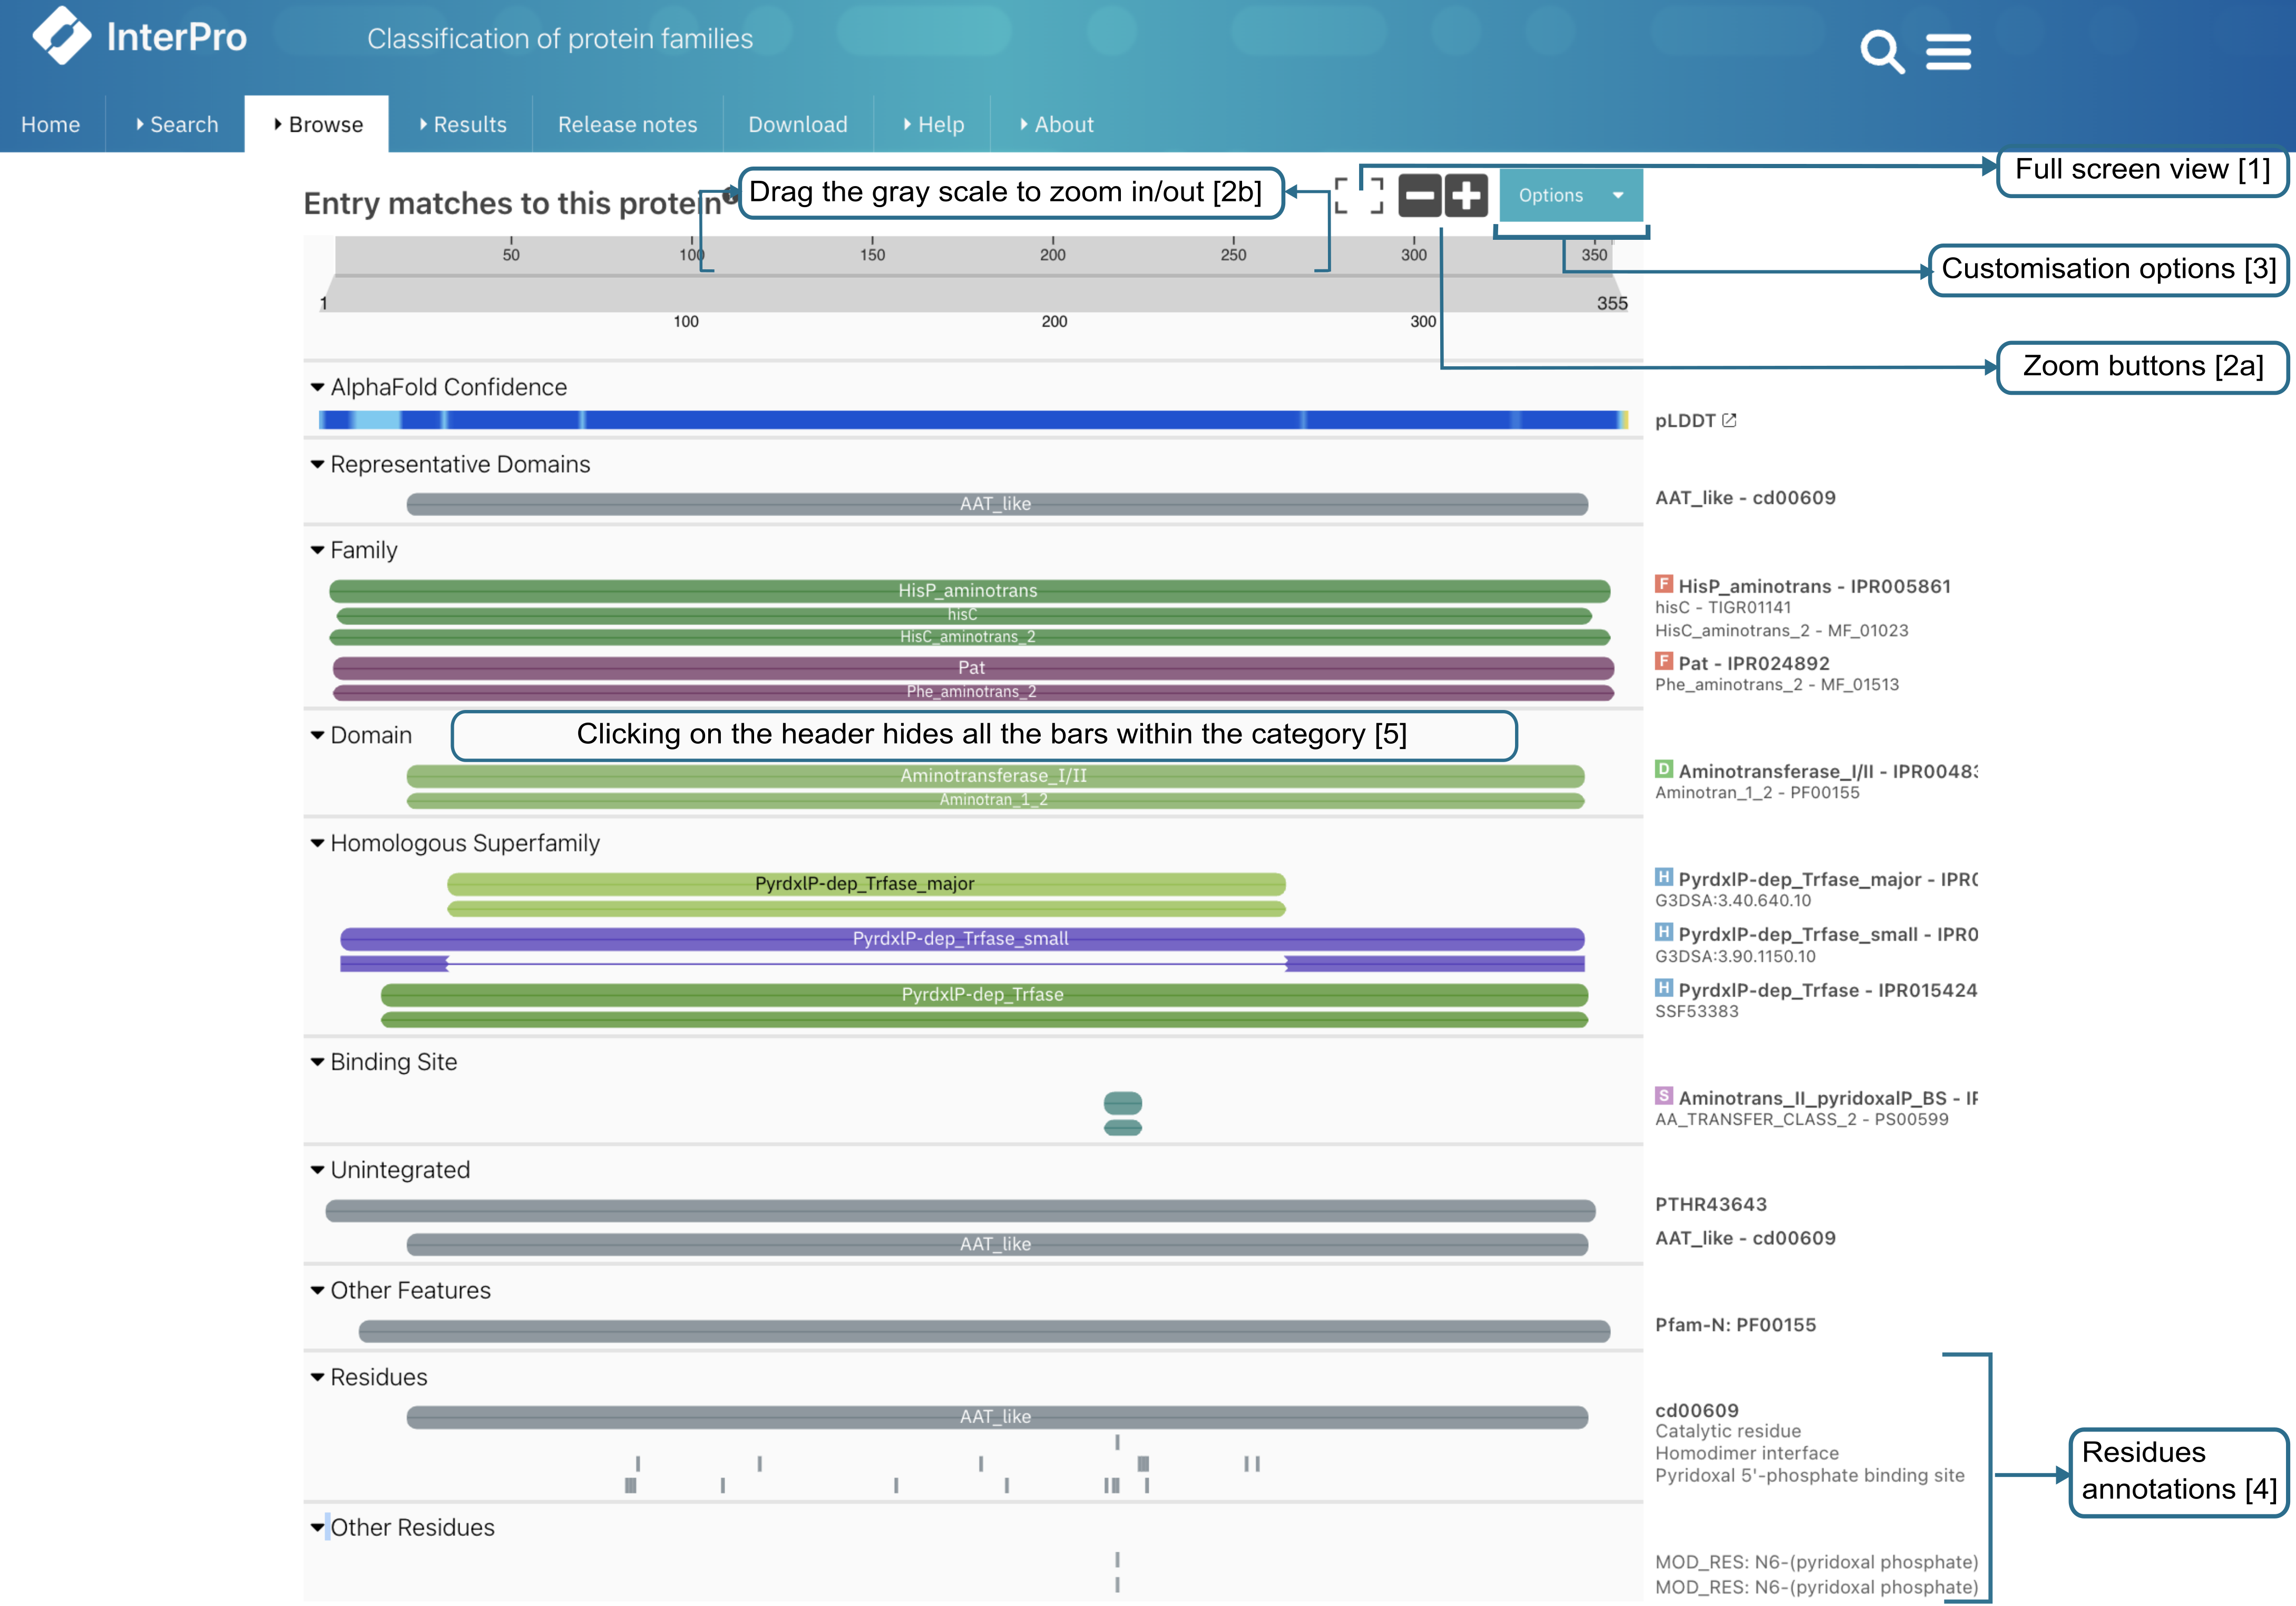 InterPro
Classification of protein families
Home
Search
Browse
Results
Release notes
Download
Help
About
Full screen view [1]
Entry matches to this protein
Drag the gray scale to zoom in/out [2b]
Options
50 100 150 200 250 300 350
Customisation options [3]
1 355
100 200 300
Zoom buttons [2a]
AlphaFold Confidence
pLDDT
Representative Domains
AAT_like
AAT_like - cd00609
Family
HisP_aminotrans
F HisP_aminotrans - IPR005861
hisC
hisC - TIGR01141
HisC_aminotrans_2
HisC_aminotrans_2 - MF_01023
Pat
F Pat - IPR024892
Phe_aminotrans_2
Phe_aminotrans_2 - MF_01513
Domain
Clicking on the header hides all the bars within the category [5]
Aminotransferase_I/II
D Aminotransferase_I/II - IPR0048
Aminotran_1_2
Aminotran_1_2 - PF00155
Homologous Superfamily
PyrdxlP-dep_Trfase_major
H PyrdxlP-dep_Trfase_major - IPR
G3DSA:3.40.640.10
PyrdxlP-dep_Trfase_small
H PyrdxlP-dep_Trfase_small - IPR0
G3DSA:3.90.1150.10
PyrdxlP-dep_Trfase
H PyrdxlP-dep_Trfase - IPR015424
SSF53383
Binding Site
S Aminotrans_II_pyridoxalP_BS -
AA_TRANSFER_CLASS_2 - PS00599
Unintegrated
PTHR43643
AAT_like
AAT_like - cd00609
Other Features
Pfam-N: PF00155
Residues
AAT_like
cd00609
Catalytic residue
Homodimer interface
Pyridoxal 5'-phosphate binding site
Residues
annotations [4]
Other Residues
MOD_RES: N6-(pyridoxal phosphate)
MOD_RES: N6-(pyridoxal phosphate)